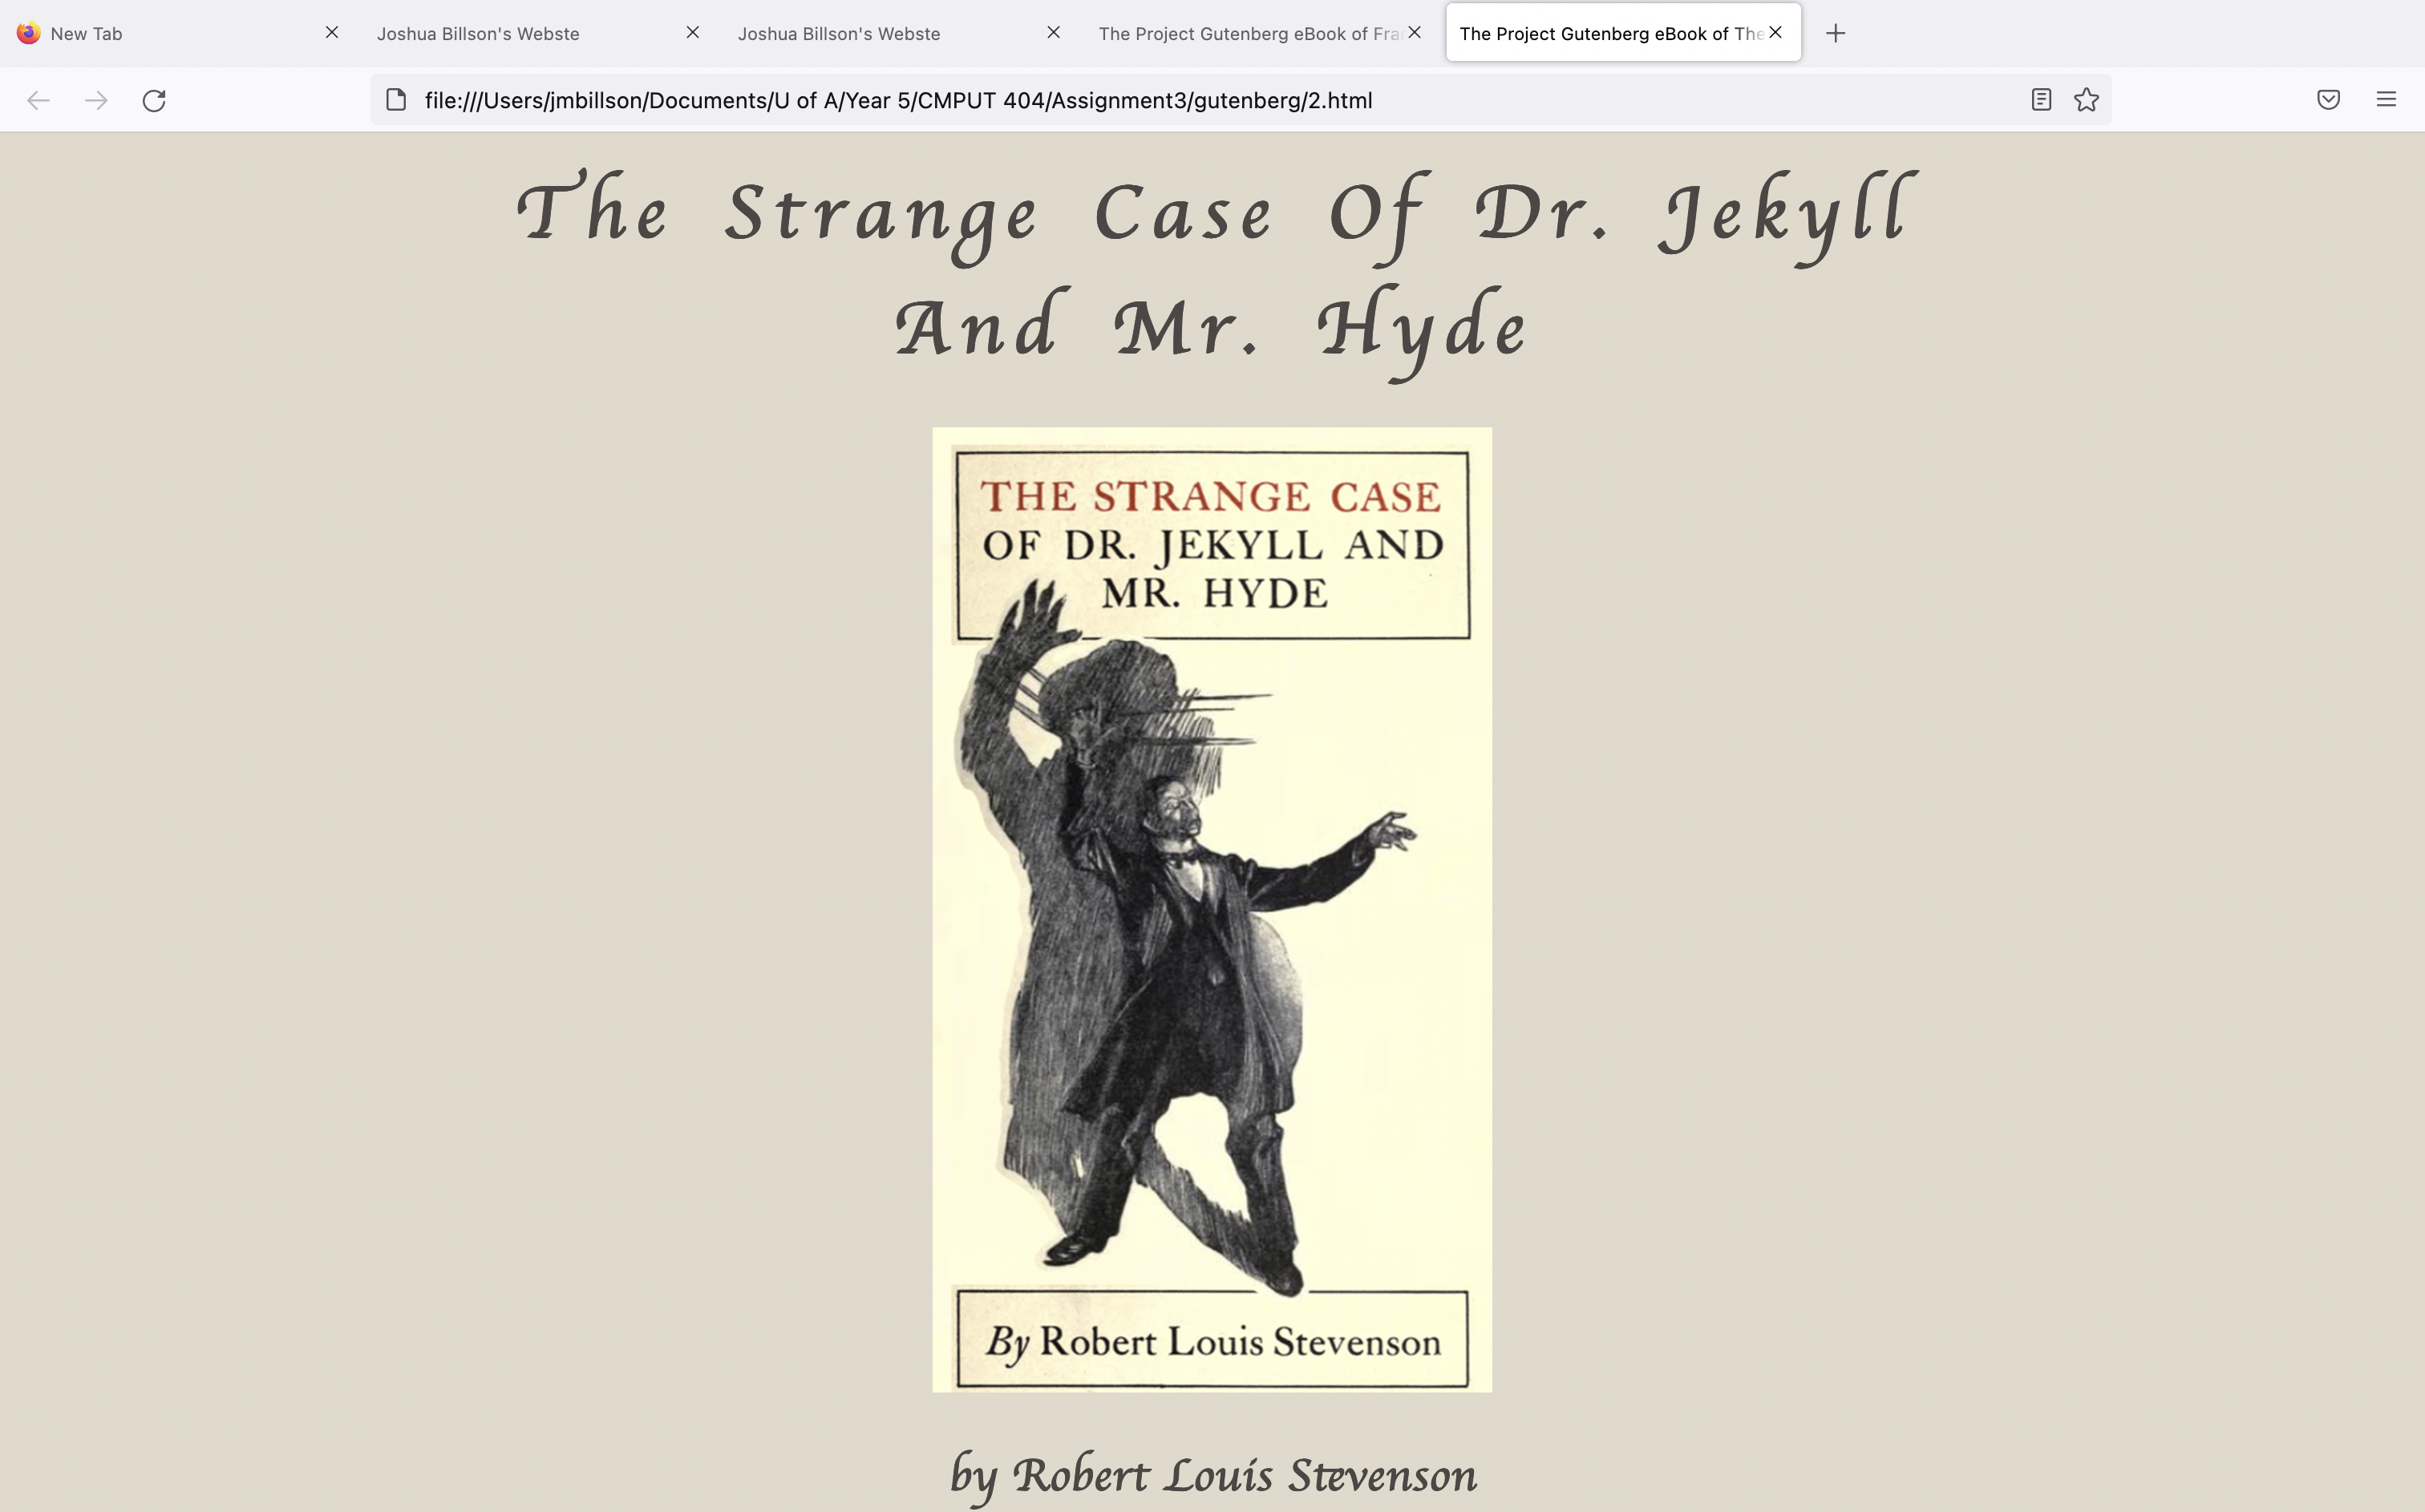 New Tab
Joshua Billson's Webste
Joshua Billson's Webste
The Project Gutenberg eBook of Fra
The Project Gutenberg eBook of The
file:///Users/jmbillson/Documents/U of A/Year 5/CMPUT 404/Assignment3/gutenberg/2.html
The Strange Case Of Dr. Jekyll
And Mr. Hyde
THE STRANGE CASE
OF DR. JEKYLL AND
MR. HYDE
By Robert Louis Stevenson
by Robert Louis Stevenson